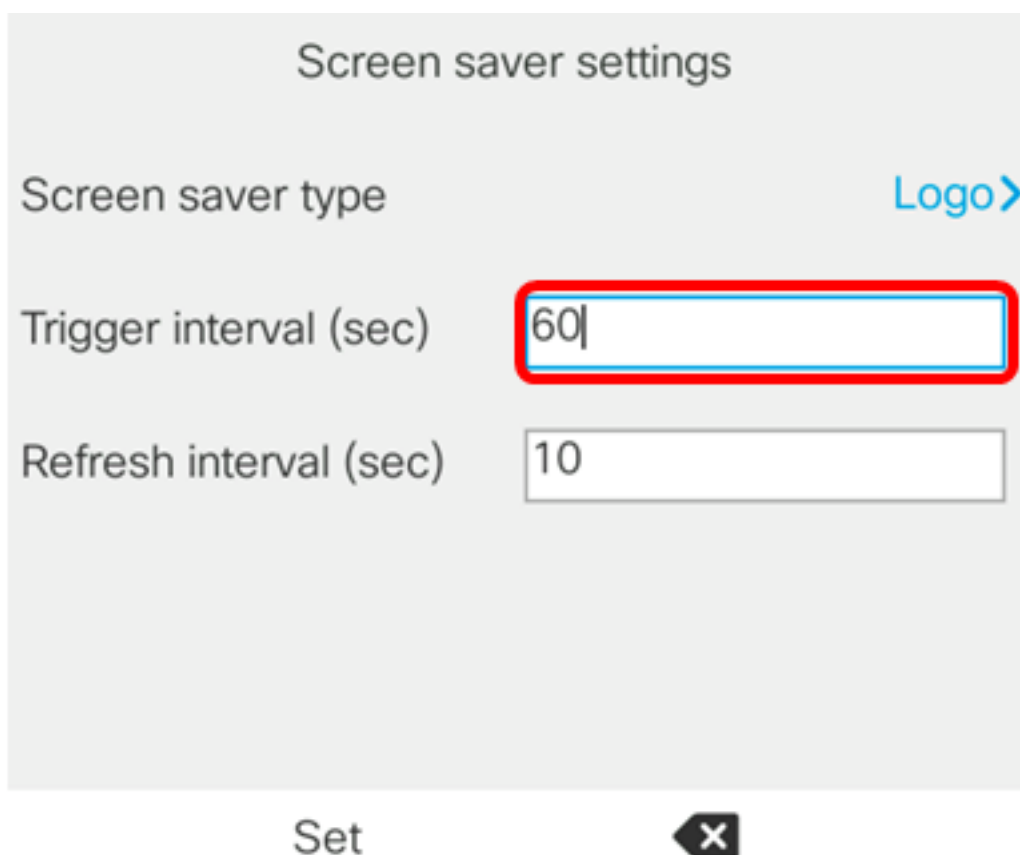 Screen saver settings
Screen saver type Logo
Trigger interval (sec) 60
Refresh interval (sec) 10
Set